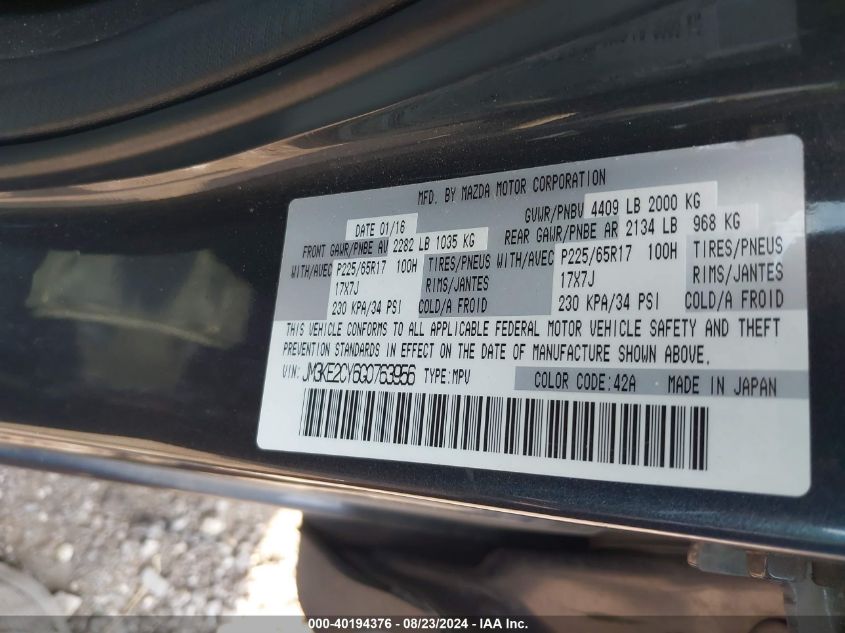 MFD. BY MAZDA MOTOR CORPORATION
DATE 01/16 GVWR/PNBV 4409 LB 2000 KG
FRONT GAWR/PNBE AV 2282 LB 1035 KG REAR GAWR/PNBE AR 2134 LB 968 KG
WITH/AVEC P225/65R17 100H TIRES/PNEUS WITH/AVEC P225/65R17 100H TIRES/PNEUS
17X7J RIMS/JANTES 17X7J RIMS/JANTES
230 KPA/34 PSI COLD/A FROID 230 KPA/34 PSI COLD/A FROID
THIS VEHICLE CONFORMS TO ALL APPLICABLE FEDERAL MOTOR VEHICLE SAFETY AND THEFT
PREVENTION STANDARDS IN EFFECT ON THE DATE OF MANUFACTURE SHOWN ABOVE.
VIN: JM3KE2CY6G0763956 TYPE:MPV COLOR CODE:42A MADE IN JAPAN
000-40194376 - 08/23/2024 - IAA Inc.